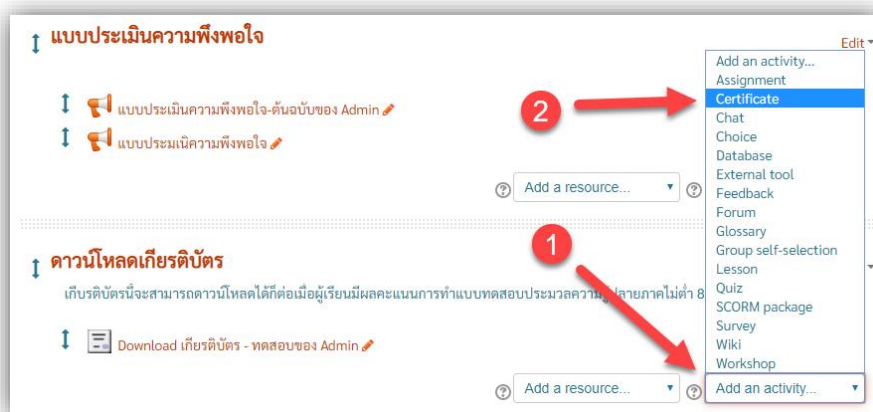 แบบประเมินความพึงพอใจ
Edit
แบบประเมินความพึงพอใจ-ต้นฉบับของ Admin
แบบประมเนิความพึงพอใจ
Add a resource...
2
Add an activity...
Assignment
Certificate
Chat
Choice
Database
External tool
Feedback
Forum
Glossary
Group self-selection
Lesson
Quiz
SCORM package
Survey
Wiki
Workshop
1
ดาวน์โหลดเกียรติบัตร
เกียรติบัตรนี้จะสามารถดาวน์โหลดได้ก็ต่อเมื่อผู้เรียนมีผลคะแนนการทำแบบทดสอบประมวลความรู้ปลายภาคไม่ต่ำ 8
Download เกียรติบัตร - ทดสอบของ Admin
Add a resource...
Add an activity...